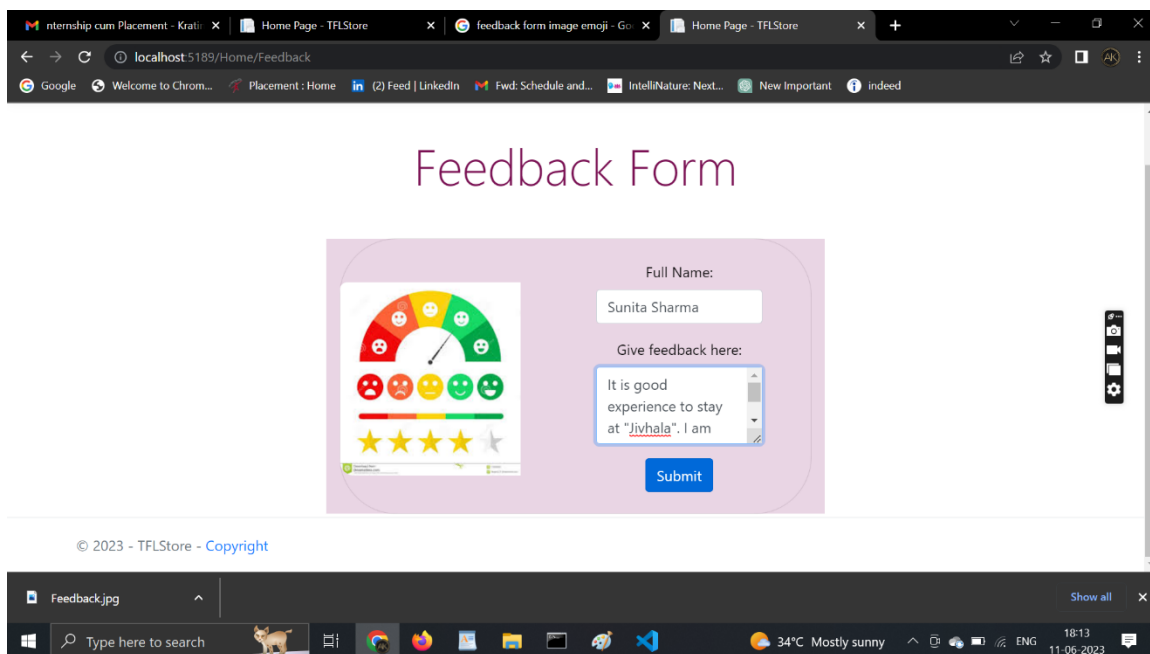 nternship cum Placement - Kratin
Home Page - TFLStore
feedback form image emoji - Go
Home Page - TFLStore
localhost:5189/Home/Feedback
AK
Google
Welcome to Chrom...
Placement : Home
(2) Feed | LinkedIn
Fwd: Schedule and...
IntelliNature: Next...
New Important
indeed
Feedback Form
Full Name:
Sunita Sharma
Give feedback here:
It is good
experience to stay
at "Jivhala". I am
Submit
© 2023 - TFLStore - Copyright
Feedback.jpg
Show all
Type here to search
34°C Mostly sunny
ENG
18:13
11-06-2023